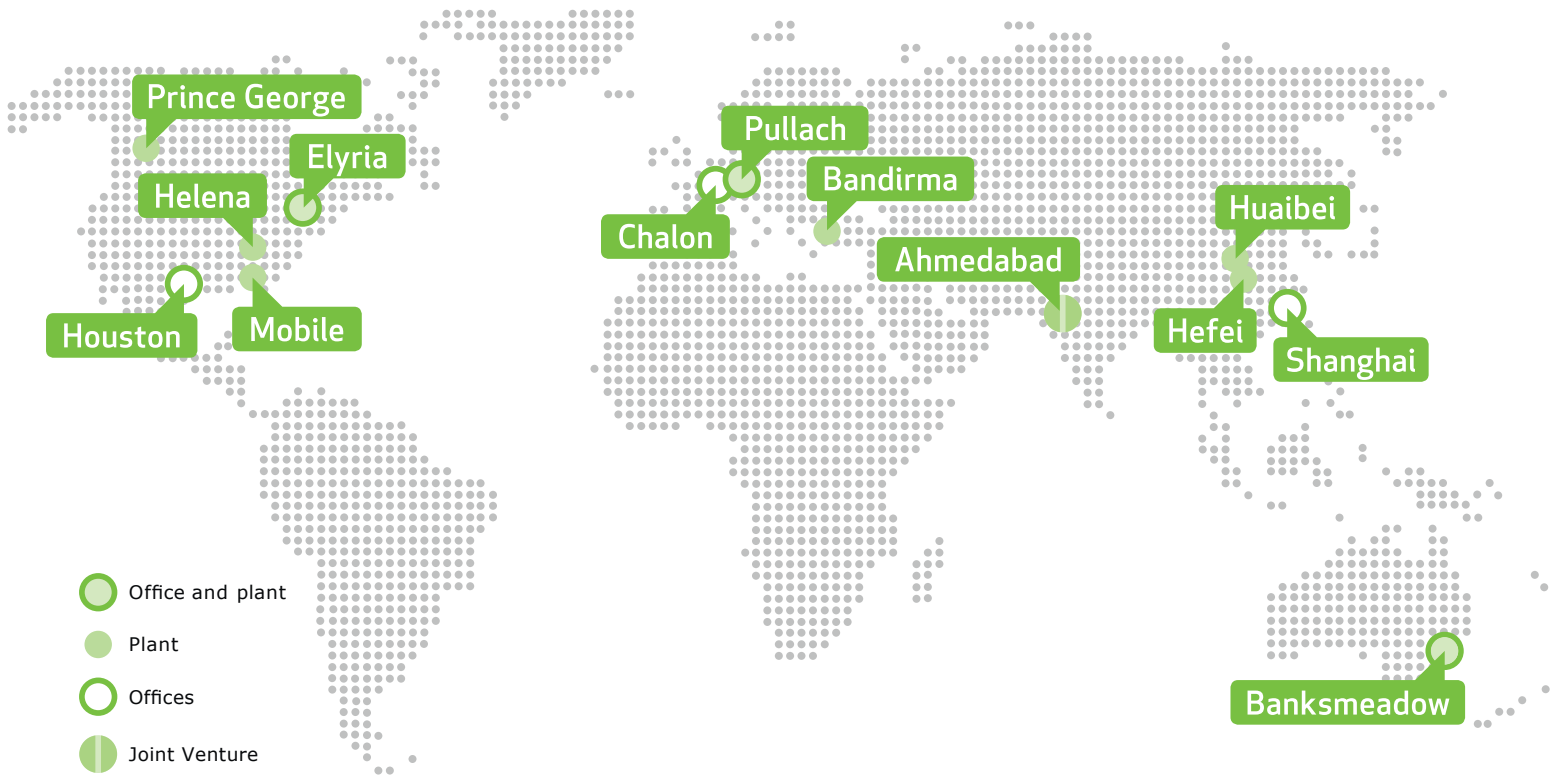 Prince George
Elyria
Helena
Houston
Mobile
Pullach
Bandirma
Chalon
Ahmedabad
Huaibei
Hefei
Shanghai
Banksmeadow
Office and plant
Plant
Offices
Joint Venture